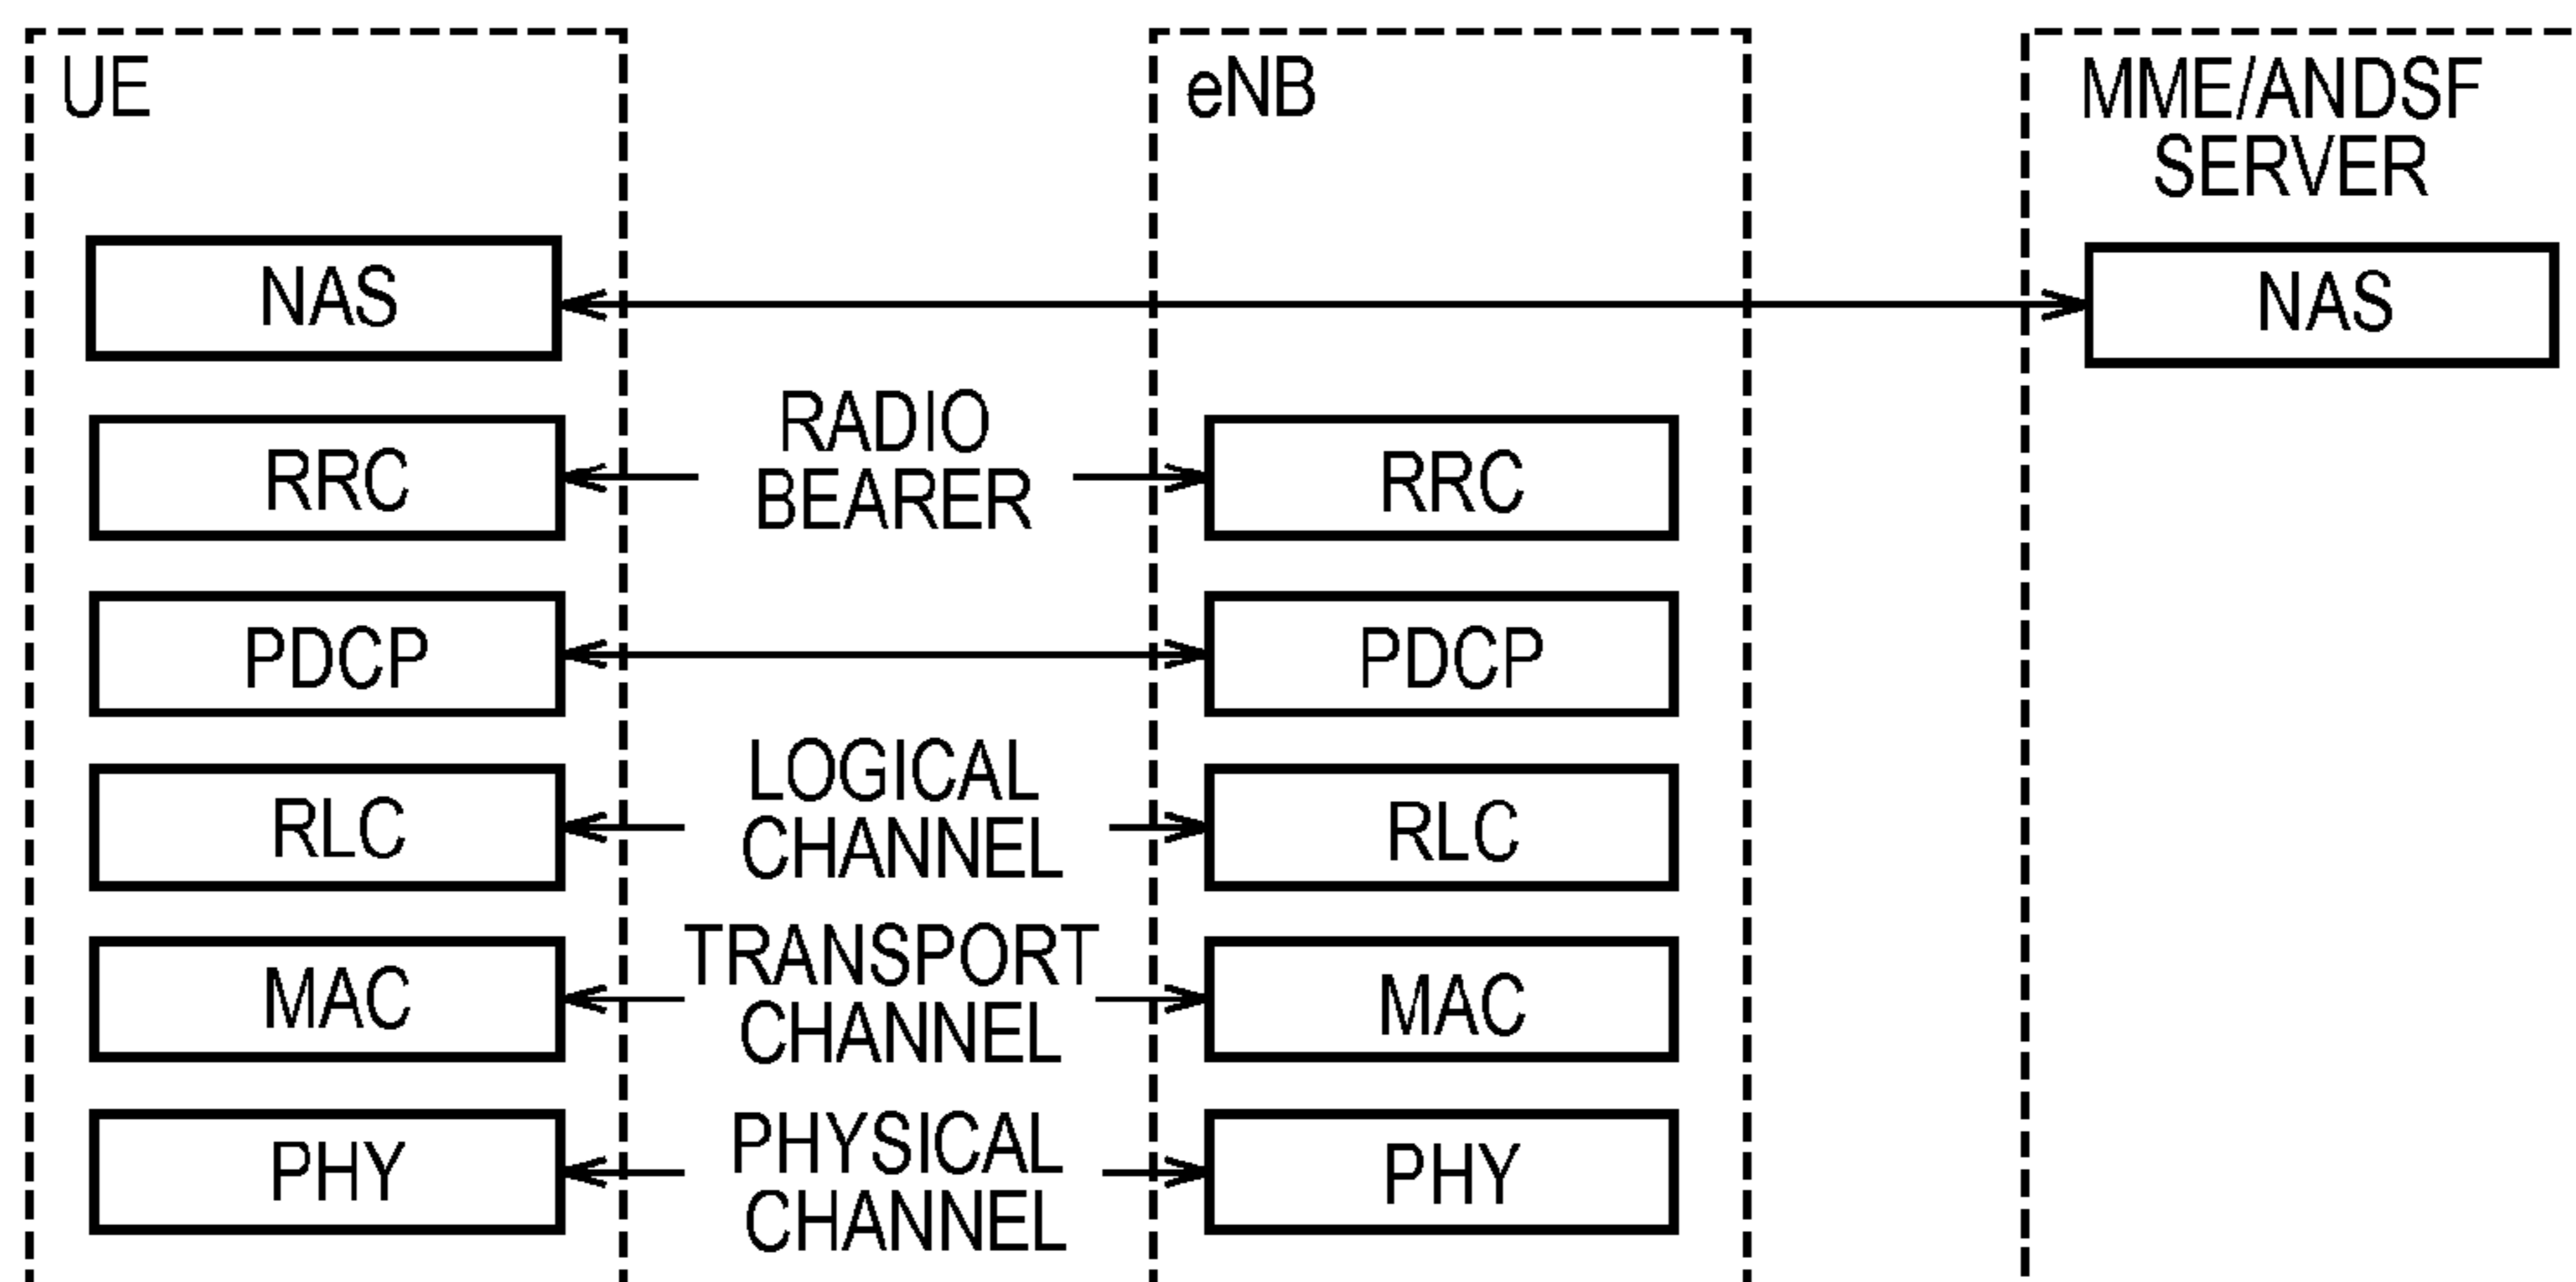 UE
eNB
MME/ANDSF
SERVER
NAS
NAS
RADIO
BEARER
RRC
RRC
PDCP
PDCP
LOGICAL
CHANNEL
RLC
RLC
TRANSPORT
CHANNEL
MAC
MAC
PHYSICAL
CHANNEL
PHY
PHY